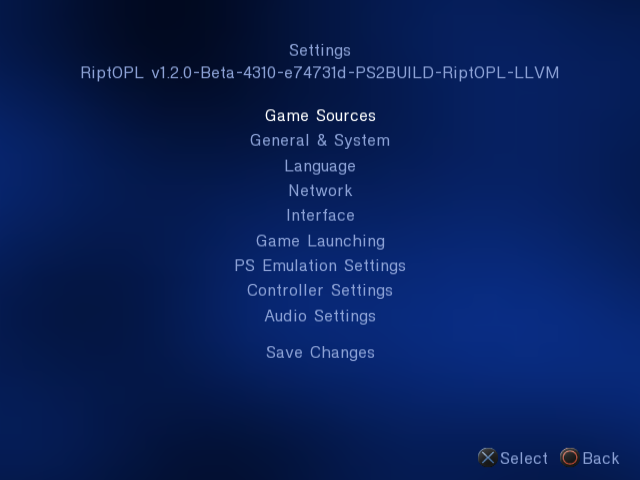 Settings
RiptOPL v1.2.0-Beta-4310-e74731d-PS2BUILD-RiptOPL-LLVM
Game Sources
General & System
Language
Network
Interface
Game Launching
PS Emulation Settings
Controller Settings
Audio Settings
Save Changes
Select Back